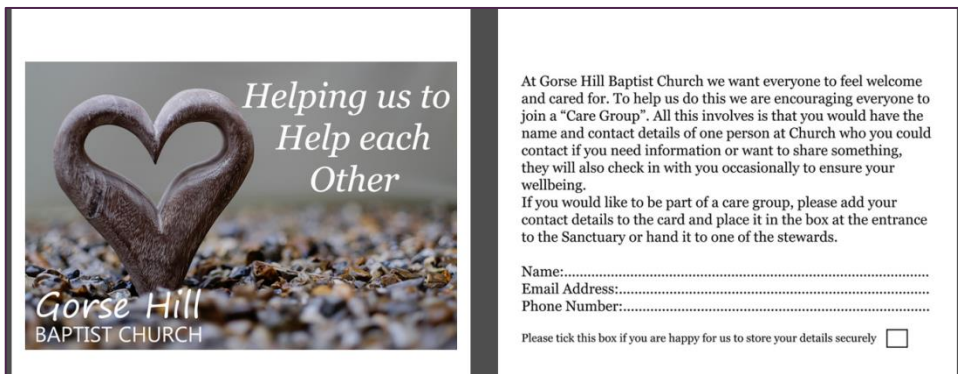 Helping us to
Help each
Other
Gorse Hill
BAPTIST CHURCH
At Gorse Hill Baptist Church we want everyone to feel welcome
and cared for. To help us do this we are encouraging everyone to
join a “Care Group”. All this involves is that you would have the
name and contact details of one person at Church who you could
contact if you need information or want to share something,
they will also check in with you occasionally to ensure your
wellbeing.
If you would like to be part of a care group, please add your
contact details to the card and place it in the box at the entrance
to the Sanctuary or hand it to one of the stewards.
Name:....................................................................................
Email Address:.......................................................................
Phone Number:......................................................................
Please tick this box if you are happy for us to store your details securely